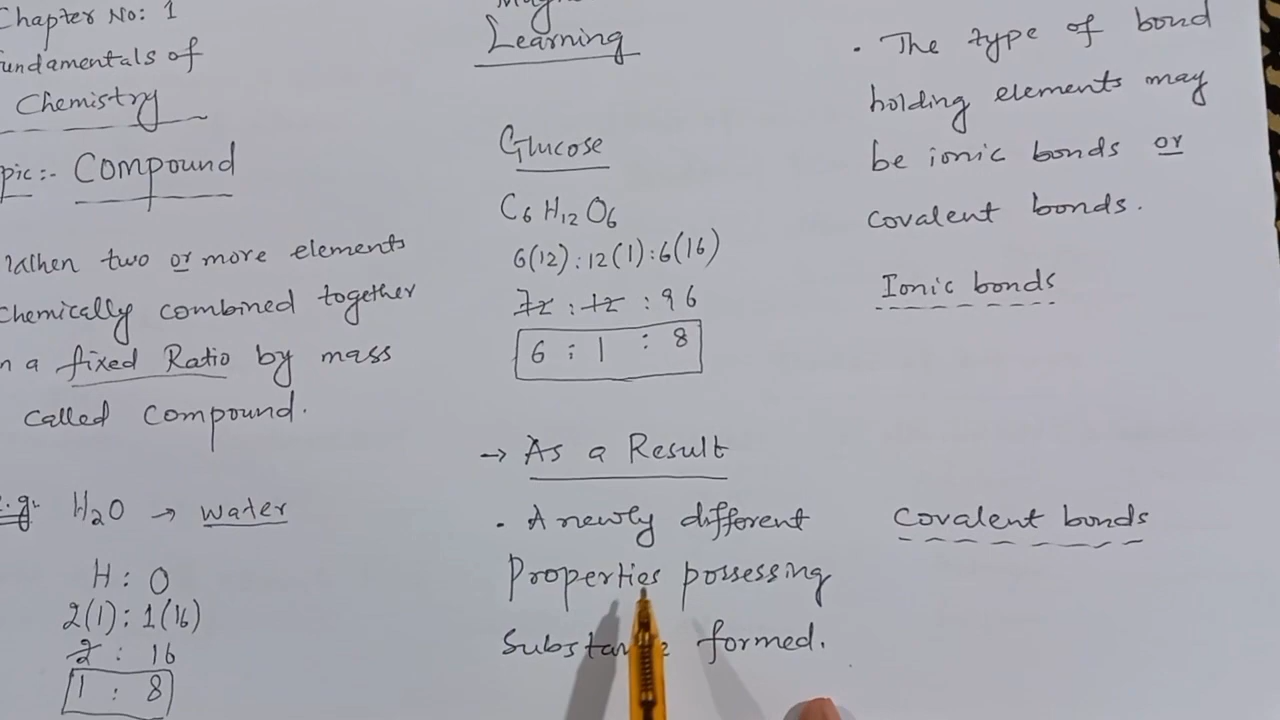 Chapter No: 1
undamentals of
Chemistry
pic:- Compound
When two or more elements
Chemically combined together
n a fixed Ratio by mass
called Compound.
e.g: H₂O → water
H : O
2(1) : 1(16)
2 : 16
1 : 8
Learning
Glucose
C₆H₁₂O₆
6(12) : 12(1) : 6(16)
72 : 12 : 96
6 : 1 : 8
→ As a Result
. A newly different
Properties possessing
formed.
. The type of bond
holding elements may
be ionic bonds or
covalent bonds.
Ionic bonds
Covalent bonds